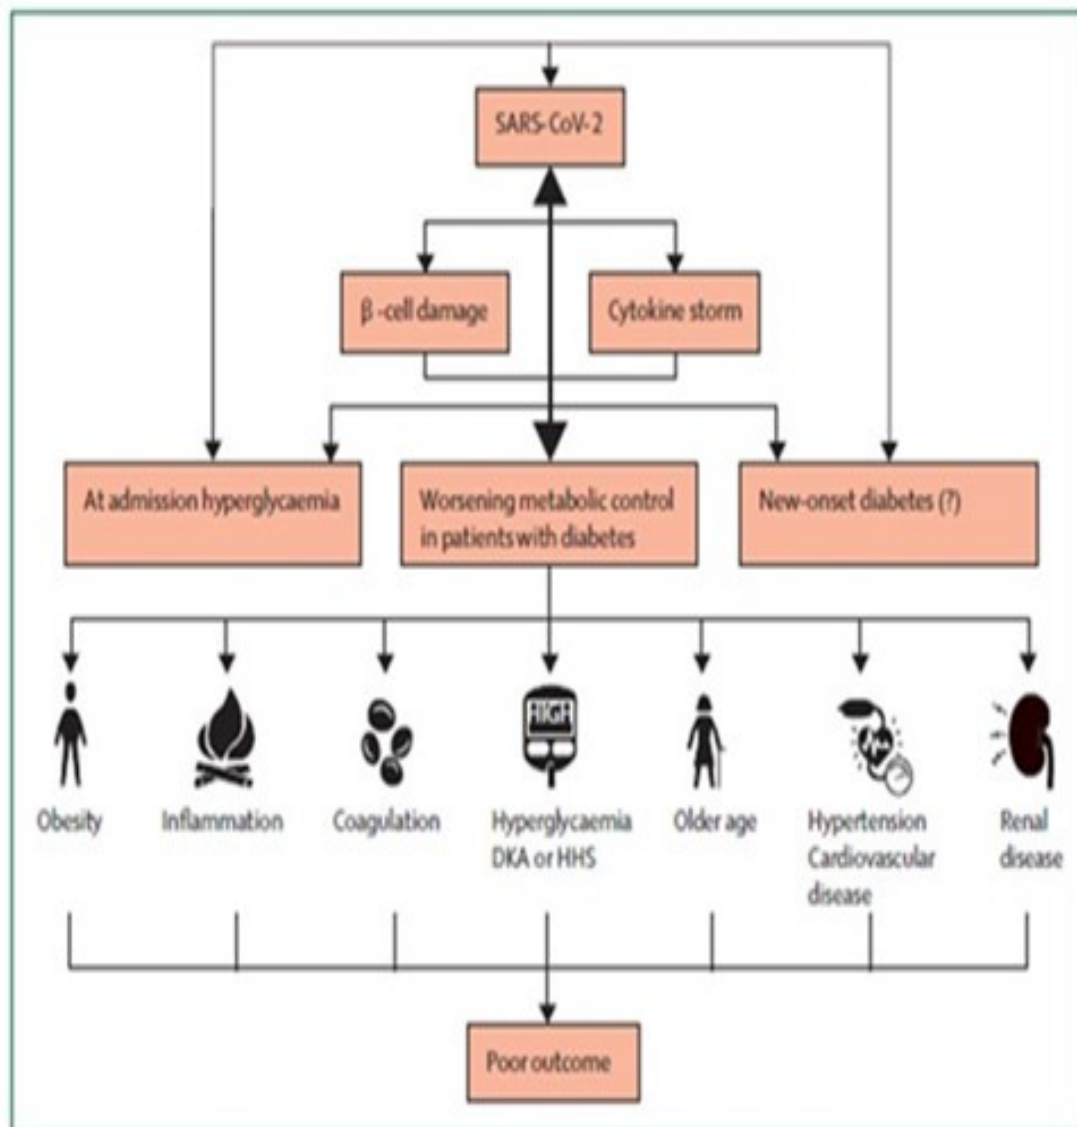 SARS-CoV-2
β-cell damage
Cytokine storm
At admission hyperglycaemia
Worsening metabolic control
in patients with diabetes
New-onset diabetes (?)
HIGH
Obesity
Inflammation
Coagulation
Hyperglycaemia
DKA or HHS
Older age
Hypertension
Cardiovascular
disease
Renal
disease
Poor outcome